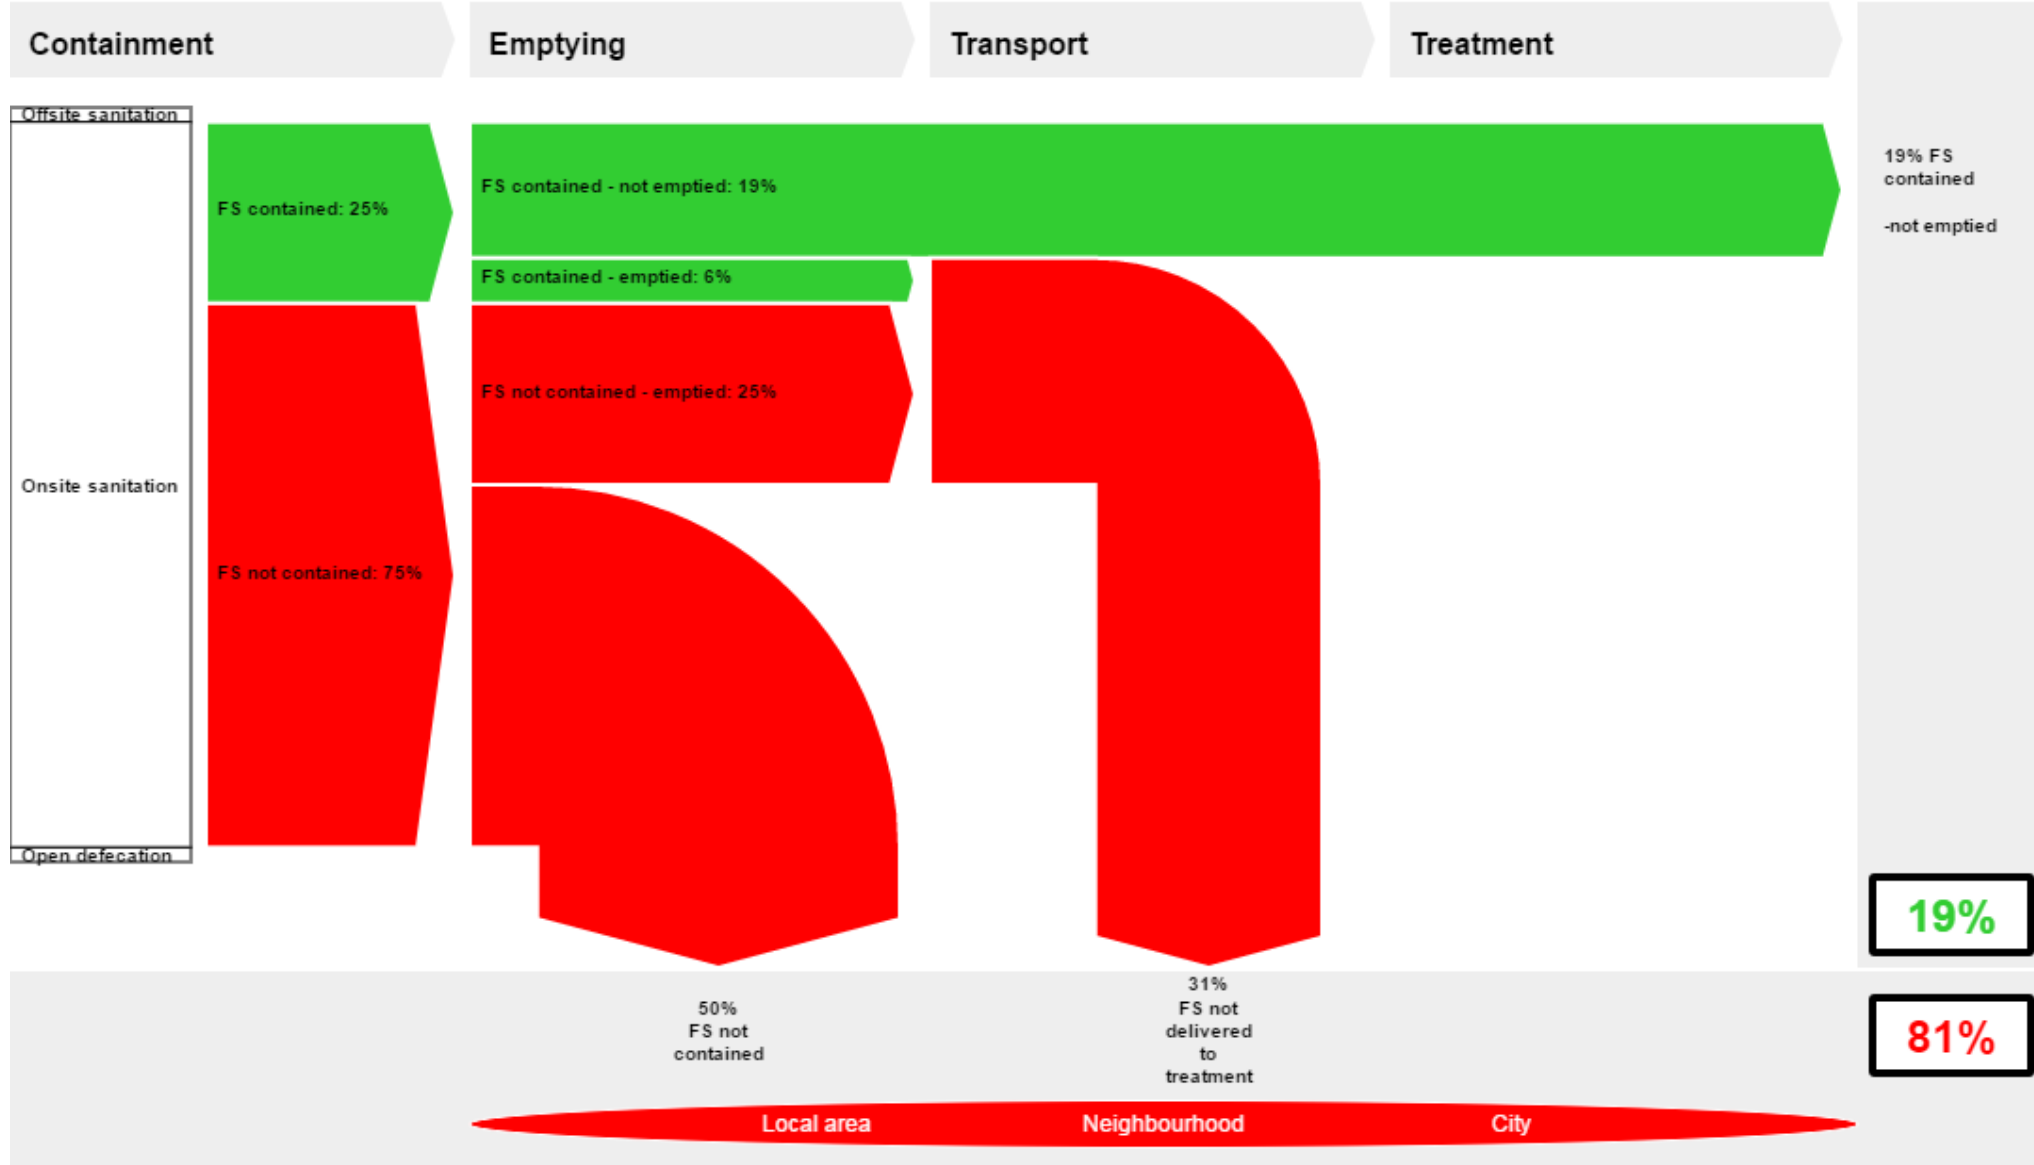 Containment
Emptying
Transport
Treatment
Offsite sanitation
Onsite sanitation
Open defecation
FS contained: 25%
FS not contained: 75%
FS contained - not emptied: 19%
FS contained - emptied: 6%
FS not contained - emptied: 25%
19% FS
contained
-not emptied
19%
50%
FS not
contained
31%
FS not
delivered
to
treatment
81%
Local area
Neighbourhood
City